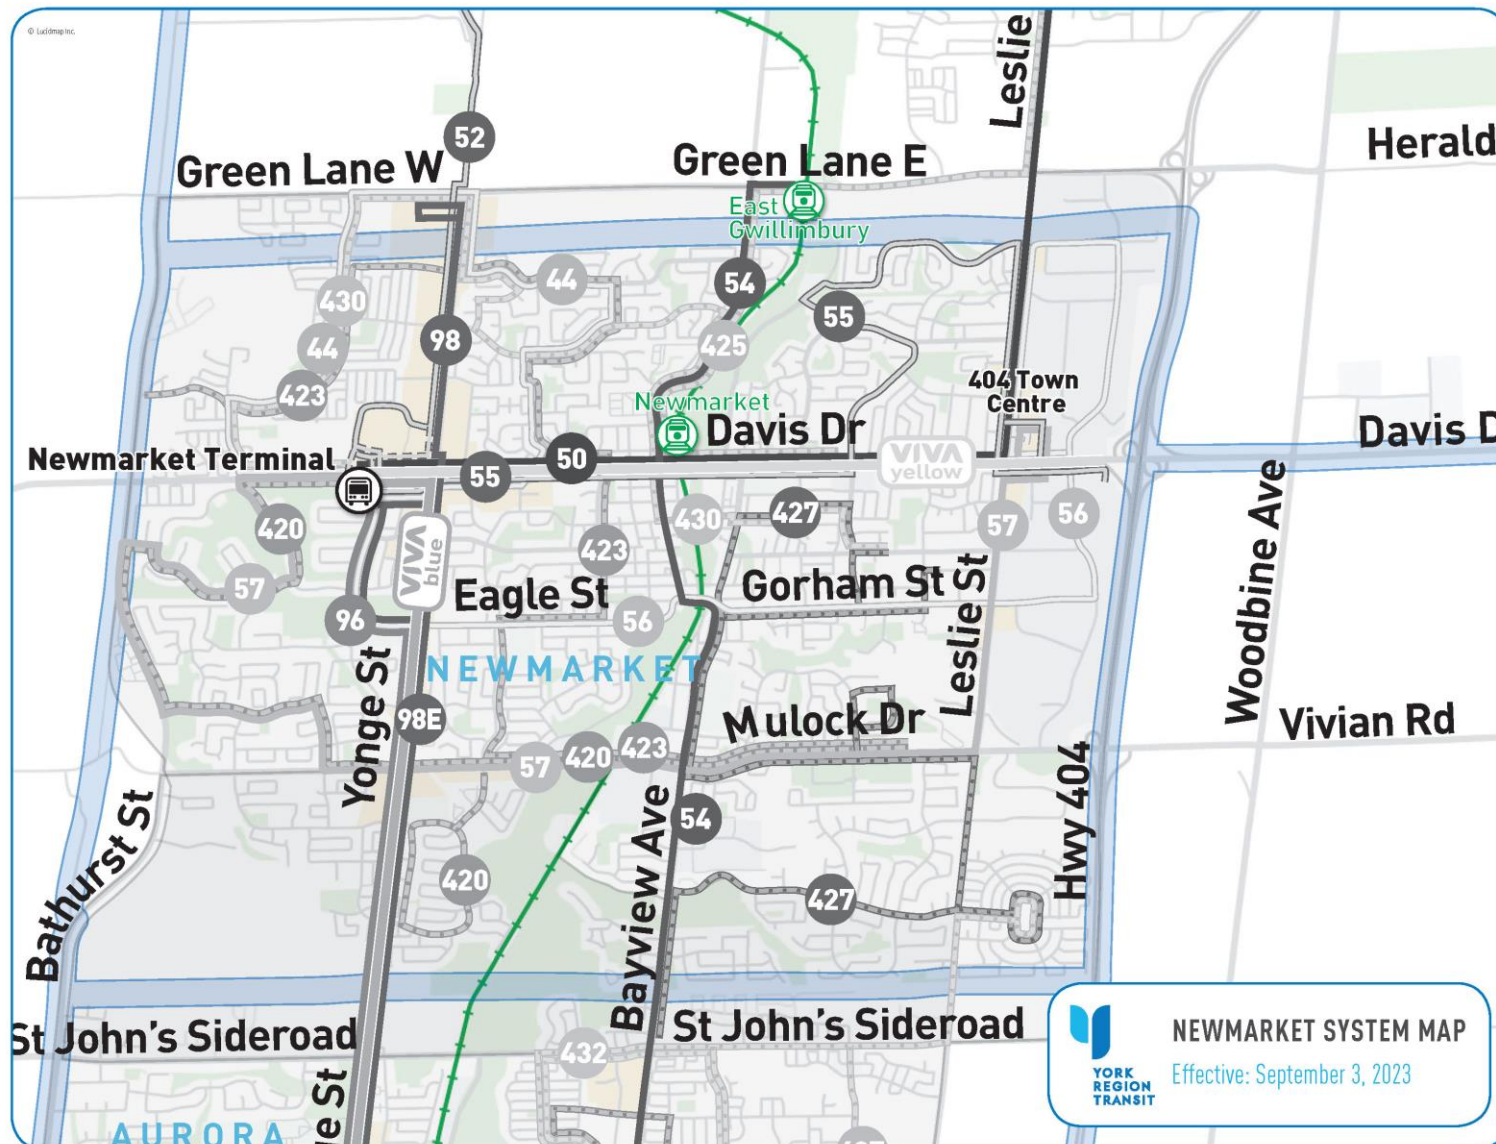 © Lucidmap Inc.
Leslie
52
Green Lane W
Green Lane E
Herald
East
Gwillimbury
430
44
54
55
98
44
425
423
404 Town
Centre
Newmarket
Davis Dr
Davis D
Newmarket Terminal
50
55
VIVA
yellow
420
430
427
57
56
VIVA
blue
423
57
Eagle St
Gorham St
96
56
Leslie St
Woodbine Ave
NEWMARKET
Yonge St
98E
Mulock Dr
Vivian Rd
57
420
423
Hwy 404
Bathurst St
Bayview Ave
54
420
427
St John's Sideroad
St John's Sideroad
432
ge St
AURORA
YORK
REGION
TRANSIT
NEWMARKET SYSTEM MAP
Effective: September 3, 2023